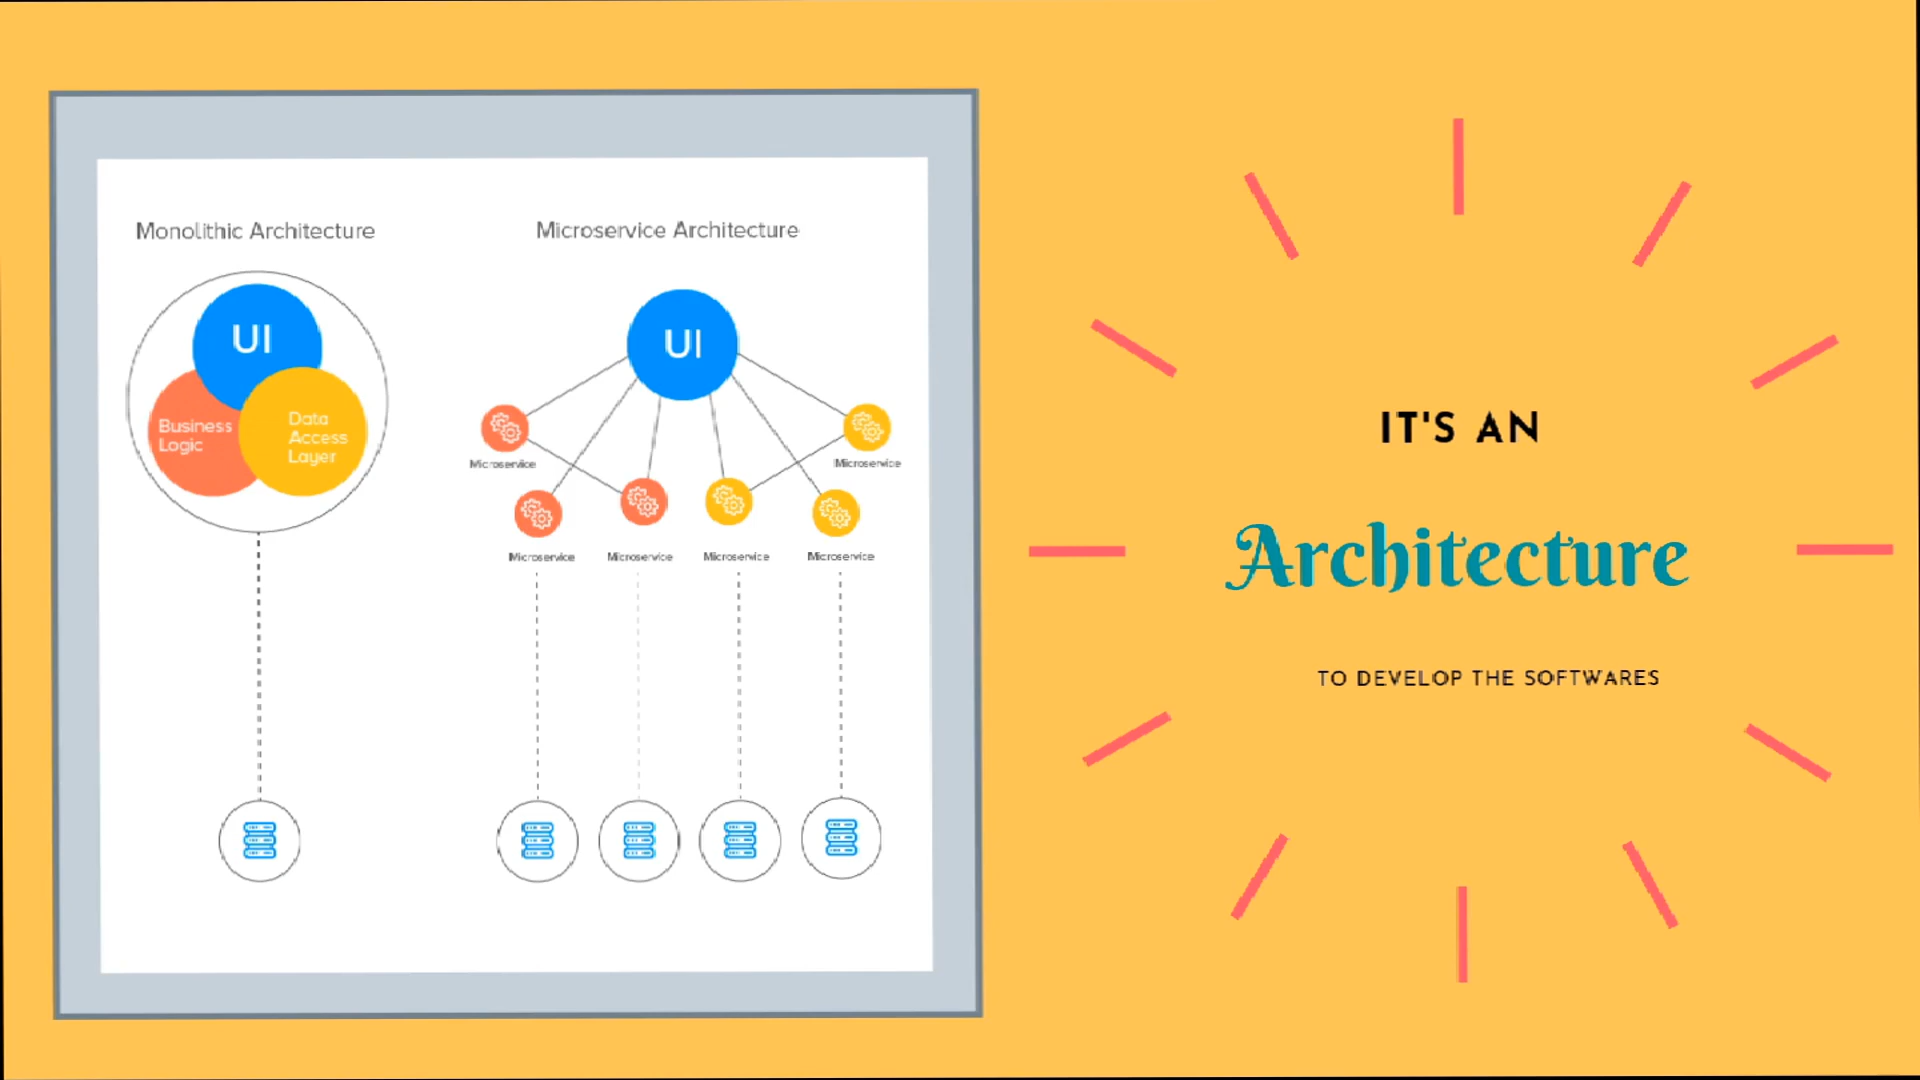 Monolithic Architecture
Microservice Architecture
UI
Business
Logic
Data
Access
Layer
UI
Microservice
Microservice
Microservice
Microservice
Microservice
Microservice
IT'S AN
Architecture
TO DEVELOP THE SOFTWARES